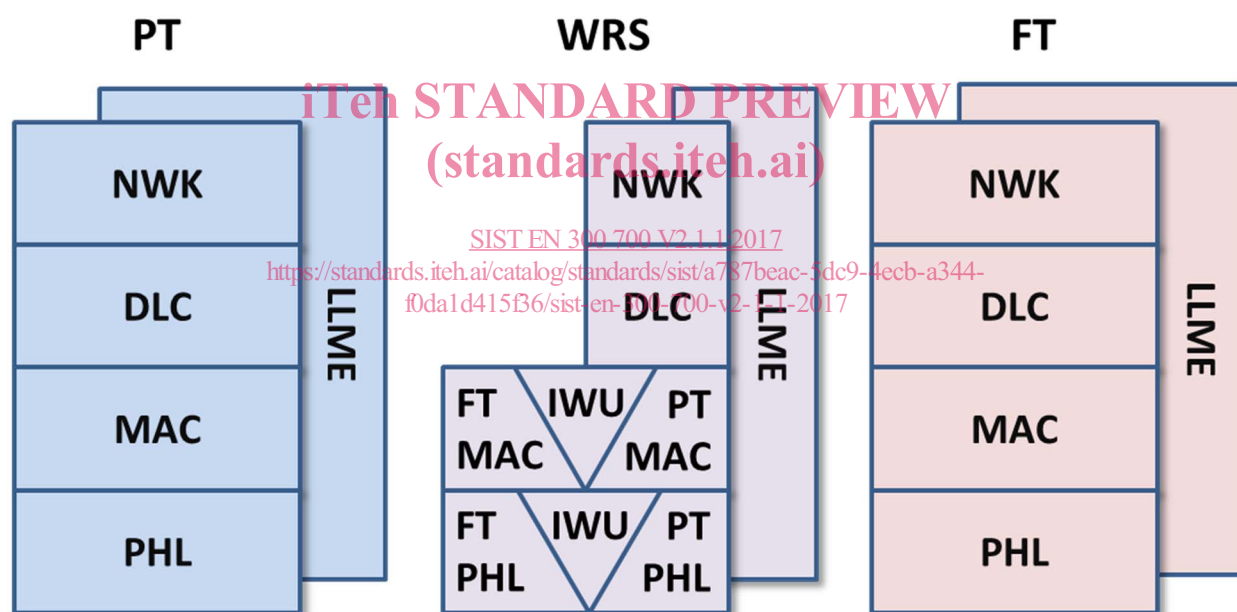 PT WRS FT
iTeh STANDARD PREVIEW
(standards.iteh.ai)
NWK NWK NWK
SIST EN 300 700 V2.1.1:2017
https://standards.iteh.ai/catalog/standards/sist/a787beac-5dc9-4ecb-a344-
f0da1d415f36/sist-en-300-700-v2-1-1-2017
DLC LLME DLC LLME DLC LLME
MAC FT IWU PT MAC
MAC MAC
PHL FT IWU PT PHL
PHL PHL